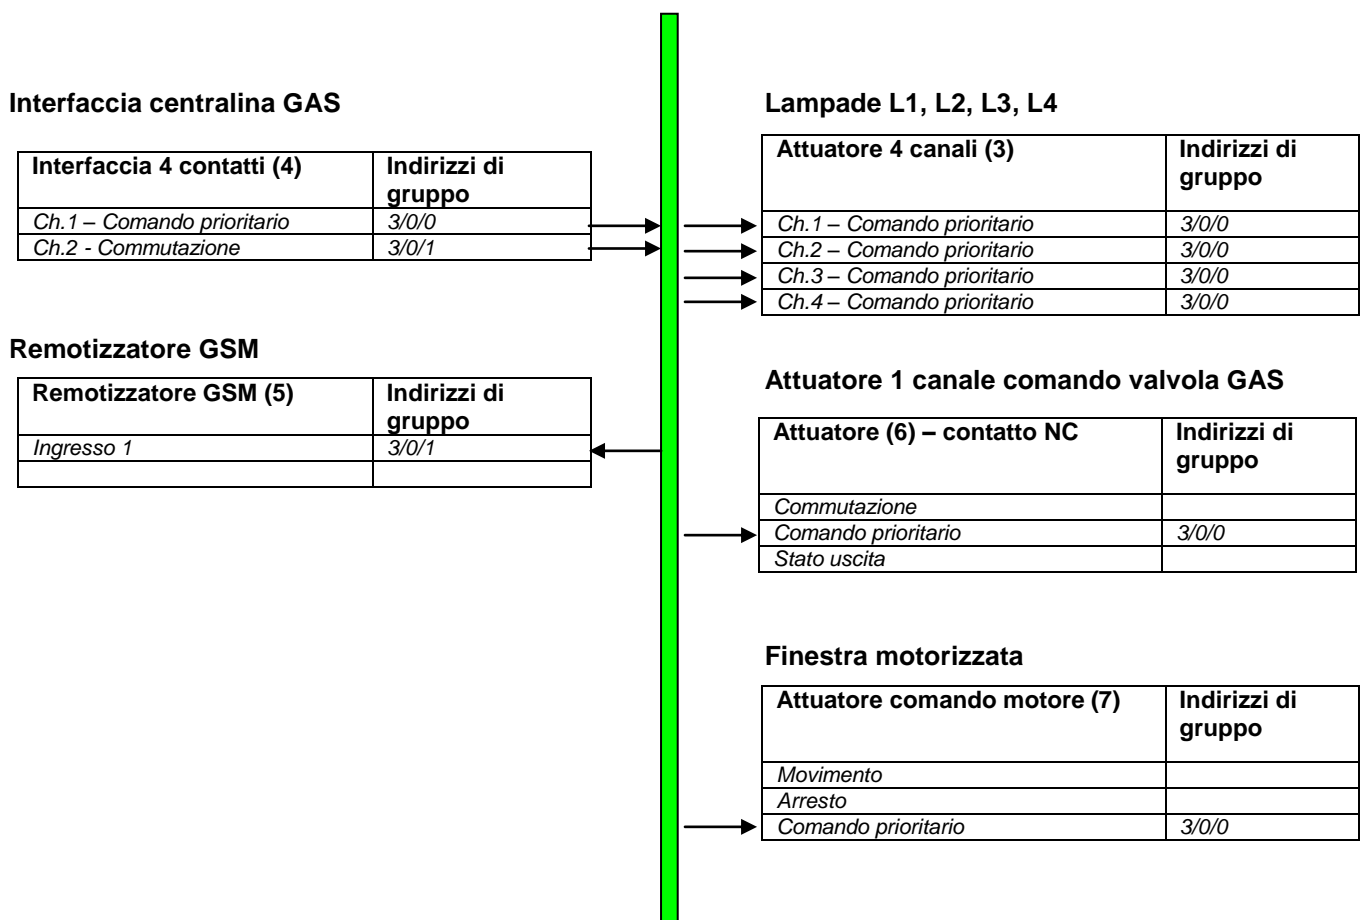 Interfaccia centralina GAS
Interfaccia 4 contatti (4) Indirizzi di
gruppo
Ch.1 – Comando prioritario 3/0/0
Ch.2 - Commutazione 3/0/1
Remotizzatore GSM
Remotizzatore GSM (5) Indirizzi di
gruppo
Ingresso 1 3/0/1
Lampade L1, L2, L3, L4
Attuatore 4 canali (3) Indirizzi di
gruppo
Ch.1 – Comando prioritario 3/0/0
Ch.2 – Comando prioritario 3/0/0
Ch.3 – Comando prioritario 3/0/0
Ch.4 – Comando prioritario 3/0/0
Attuatore 1 canale comando valvola GAS
Attuatore (6) – contatto NC Indirizzi di
gruppo
Commutazione
Comando prioritario 3/0/0
Stato uscita
Finestra motorizzata
Attuatore comando motore (7) Indirizzi di
gruppo
Movimento
Arresto
Comando prioritario 3/0/0